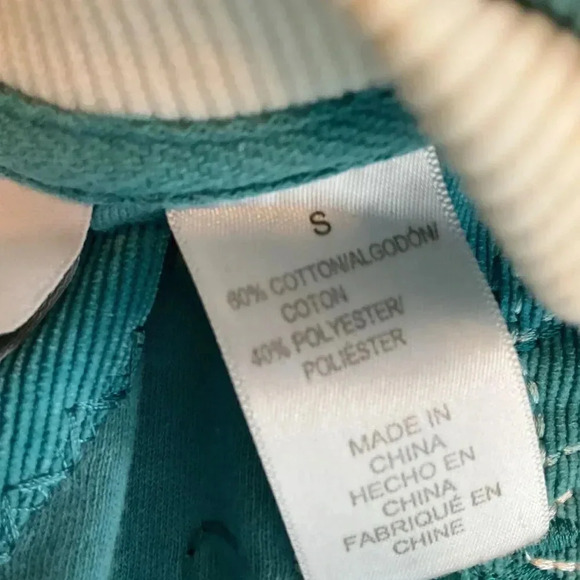 S
60% COTTON/ALGODÓN/
COTON
40% POLYESTER/
POLIÉSTER
MADE IN
CHINA
HECHO EN
CHINA
FABRIQUÉ EN
CHINE